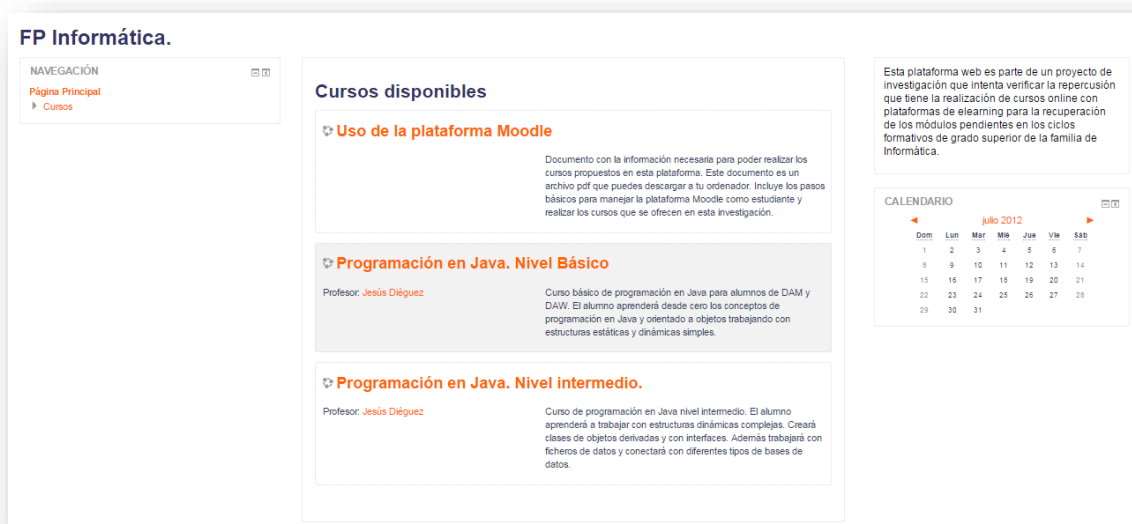 FP Informática.
NAVEGACIÓN
Página Principal
Cursos
Cursos disponibles
Uso de la plataforma Moodle
Documento con la información necesaria para poder realizar los
cursos propuestos en esta plataforma. Este documento es un
archivo pdf que puedes descargar a tu ordenador. Incluye los pasos
básicos para manejar la plataforma Moodle como estudiante y
realizar los cursos que se ofrecen en esta investigación.
Programación en Java. Nivel Básico
Profesor: Jesús Diéguez
Curso básico de programación en Java para alumnos de DAM y
DAW. El alumno aprenderá desde cero los conceptos de
programación en Java y orientado a objetos trabajando con
estructuras estáticas y dinámicas simples.
Programación en Java. Nivel intermedio.
Profesor: Jesús Diéguez
Curso de programación en Java nivel intermedio. El alumno
aprenderá a trabajar con estructuras dinámicas complejas. Creará
clases de objetos derivadas y con interfaces. Además trabajará con
ficheros de datos y conectará con diferentes tipos de bases de
datos.
Esta plataforma web es parte de un proyecto de
investigación que intenta verificar la repercusión
que tiene la realización de cursos online con
plataformas de elearning para la recuperación
de los módulos pendientes en los ciclos
formativos de grado superior de la familia de
Informática.
CALENDARIO
julio 2012
Dom Lun Mar Mié Jue Vie Sáb
1 2 3 4 5 6 7
8 9 10 11 12 13 14
15 16 17 18 19 20 21
22 23 24 25 26 27 28
29 30 31